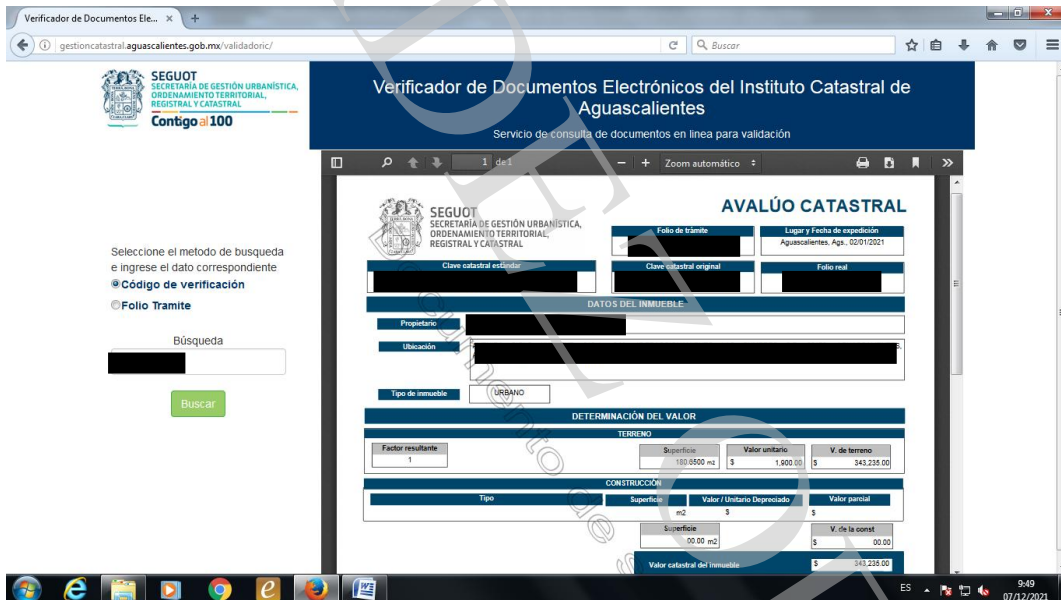 Verificador de Documentos Ele...
gestioncatastral.aguascalientes.gob.mx/validadoric/
Buscar
SEGUOT
SECRETARÍA DE GESTIÓN URBANÍSTICA,
ORDENAMIENTO TERRITORIAL,
REGISTRAL Y CATASTRAL
Contigo al 100
Verificador de Documentos Electrónicos del Instituto Catastral de
Aguascalientes
Servicio de consulta de documentos en linea para validación
1 de 1
Zoom automático
SEGUOT
SECRETARÍA DE GESTIÓN URBANÍSTICA,
ORDENAMIENTO TERRITORIAL,
REGISTRAL Y CATASTRAL
AVALÚO CATASTRAL
Folio de trámite Lugar y Fecha de expedición
Aguascalientes, Ags., 02/01/2021
Clave catastral estándar Clave catastral original Folio real
DATOS DEL INMUEBLE
Propietario
Ubicación
Tipo de inmueble URBANO
DETERMINACIÓN DEL VALOR
TERRENO
Factor resultante Superficie Valor unitario V. de terreno
1 180.6500 m2 $ 1,900.00 $ 343,235.00
CONSTRUCCIÓN
Tipo Superficie Valor / Unitario Depreciado Valor parcial
m2 $ $
Superficie V. de la const
00.00 m2 $ 00.00
Valor catastral del inmueble $ 343,235.00
Documento de
Seleccione el metodo de busqueda
e ingrese el dato correspondiente
Código de verificación
Folio Tramite
Búsqueda
Buscar
ES
9:49
07/12/2021